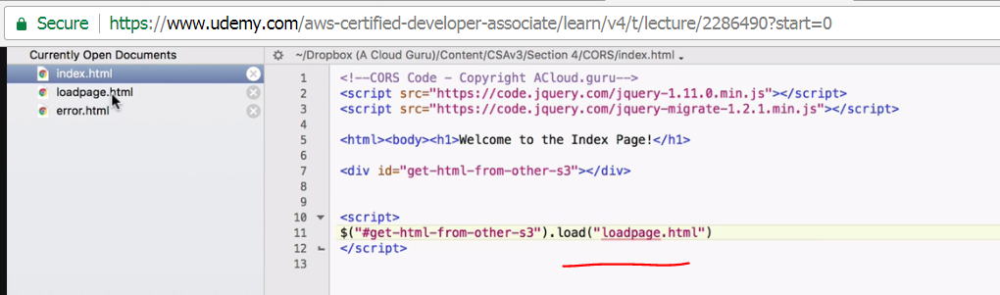 Secure https://www.udemy.com/aws-certified-developer-associate/learn/v4/t/lecture/2286490?start=0
Currently Open Documents
index.html
loadpage.html
error.html
~/Dropbox (A Cloud Guru)/Content/CSAv3/Section 4/CORS/index.html
1 <!--CORS Code - Copyright ACloud.guru-->
2 <script src="https://code.jquery.com/jquery-1.11.0.min.js"></script>
3 <script src="https://code.jquery.com/jquery-migrate-1.2.1.min.js"></script>
4
5 <html><body><h1>Welcome to the Index Page!</h1>
6
7 <div id="get-html-from-other-s3"></div>
8
9
10 <script>
11 $("#get-html-from-other-s3").load("loadpage.html")
12 </script>
13